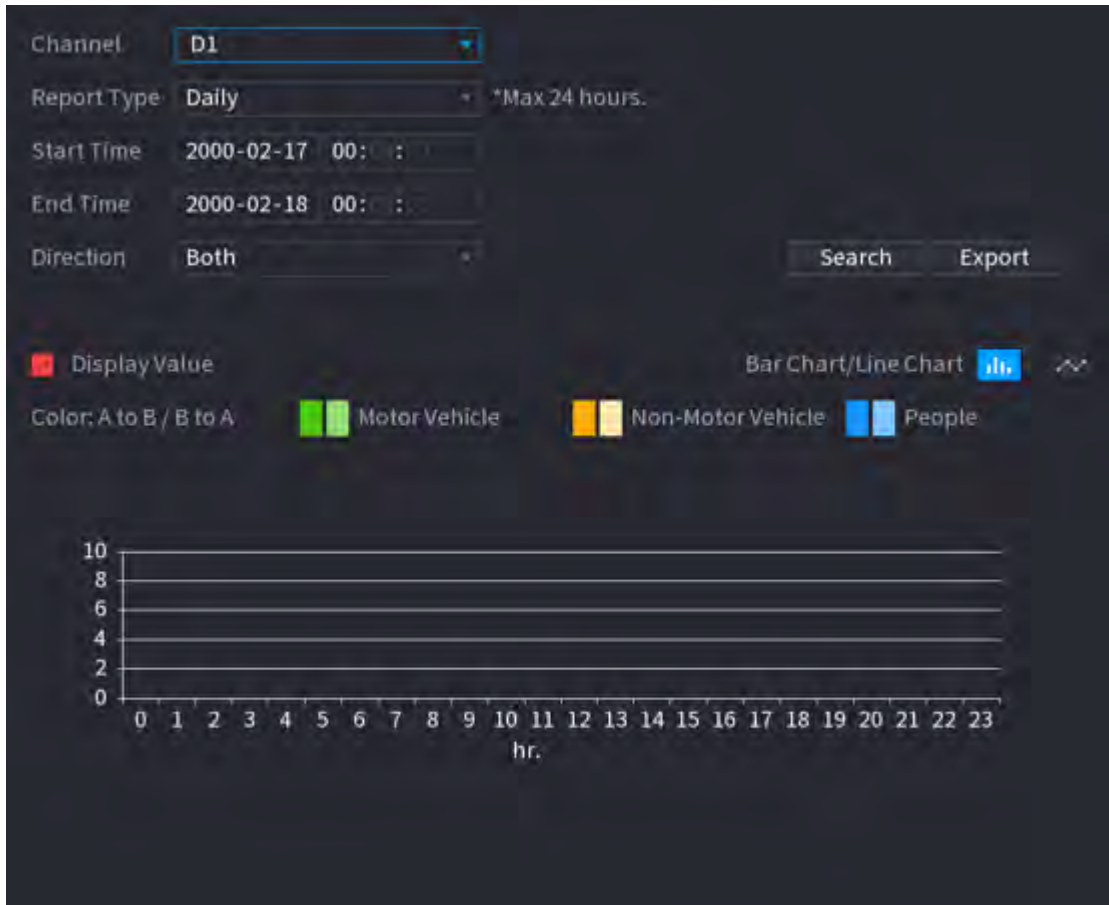 Channel D1
Report Type Daily *Max 24 hours.
Start Time 2000-02-17 00: :
End Time 2000-02-18 00: :
Direction Both Search Export
Display Value Bar Chart/Line Chart
Color: A to B / B to A Motor Vehicle Non-Motor Vehicle People
10
8
6
4
2
0
0 1 2 3 4 5 6 7 8 9 10 11 12 13 14 15 16 17 18 19 20 21 22 23
hr.